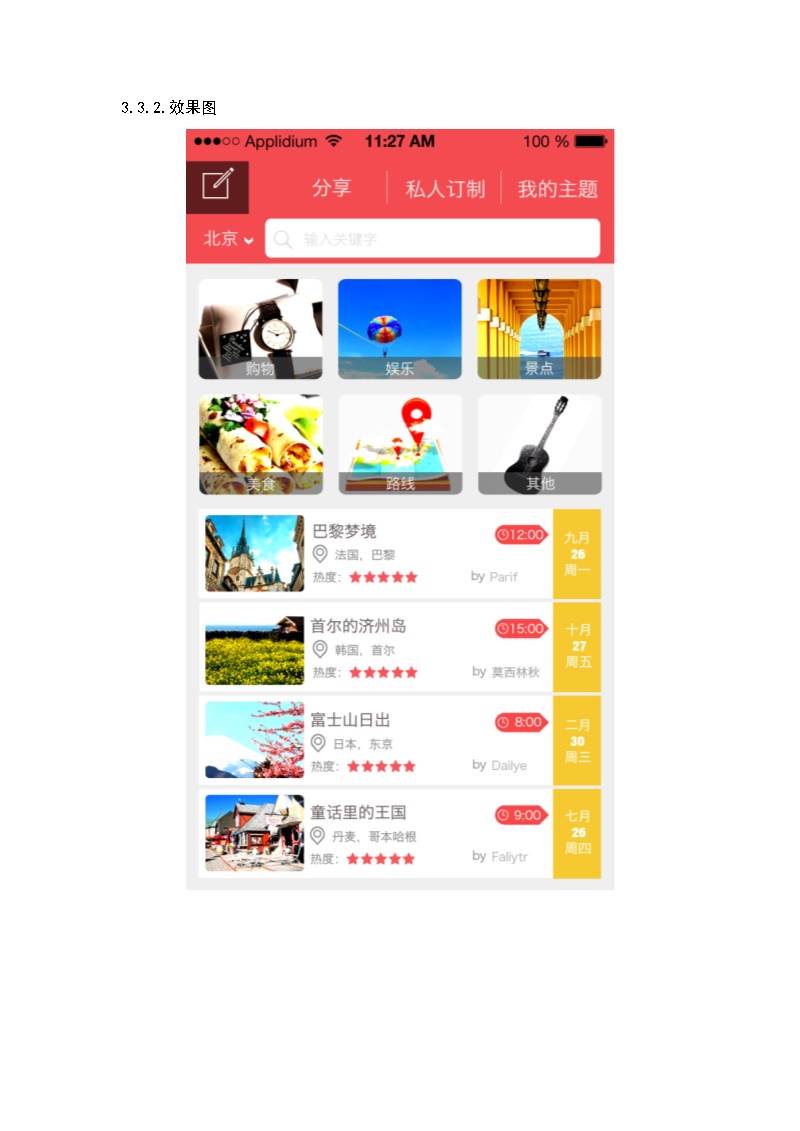 3.3.2.效果图
Applidium 11:27 AM 100 %
分享 私人订制 我的主题
北京 输入关键字
购物 娱乐 景点
美食 路线 其他
巴黎梦境 12:00 九月
法国，巴黎 26
热度：★★★★★ by Parif 周一
首尔的济州岛 15:00 十月
韩国，首尔 27
热度：★★★★★ by 莫西林秋 周五
富士山日出 8:00 二月
日本，东京 30
热度：★★★★★ by Dailye 周三
童话里的王国 9:00 七月
丹麦，哥本哈根 26
热度：★★★★★ by Faliytr 周四